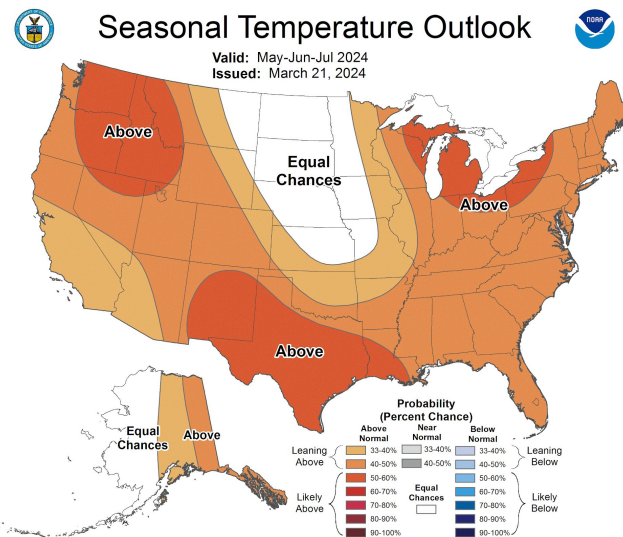 Seasonal Temperature Outlook
NOAA
Valid: May-Jun-Jul 2024
Issued: March 21, 2024
Above
Equal
Chances
Above
Above
Equal
Chances
Above
Probability
(Percent Chance)
Above
Normal
Near
Normal
Below
Normal
Leaning
Above
33-40%
40-50%
33-40%
40-50%
33-40%
40-50%
Leaning
Below
Likely
Above
50-60%
60-70%
70-80%
80-90%
90-100%
Equal
Chances
50-60%
60-70%
70-80%
80-90%
90-100%
Likely
Below